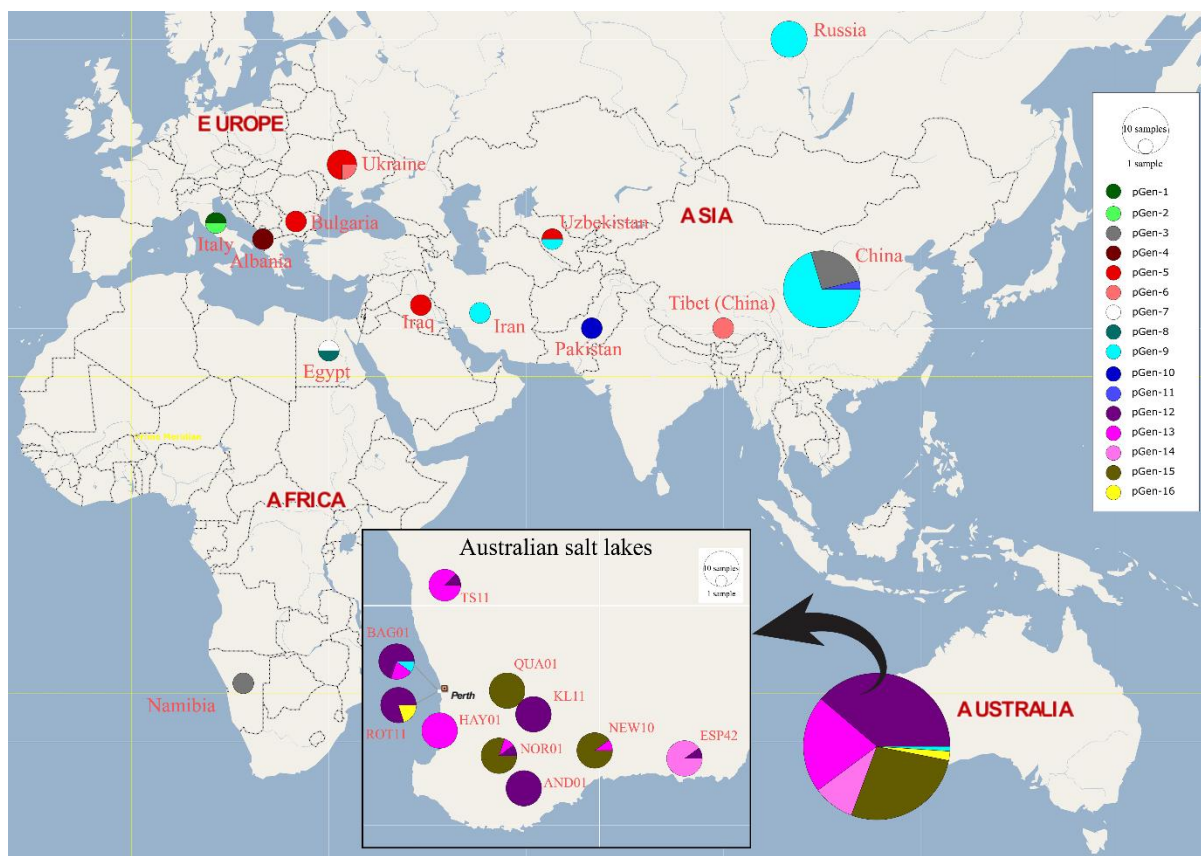 Russia
EUROPE
Ukraine
Italy
Bulgaria
Albania
Uzbekistan
ASIA
China
Iraq
Iran
Pakistan
Tibet (China)
Egypt
Meridian
AFRICA
Namibia
AUSTRALIA
10 samples
1 sample
pGen-1
pGen-2
pGen-3
pGen-4
pGen-5
pGen-6
pGen-7
pGen-8
pGen-9
pGen-10
pGen-11
pGen-12
pGen-13
pGen-14
pGen-15
pGen-16
Australian salt lakes
10 samples
1 sample
TS11
BAG01
QUA01
Perth
KL11
ROT11
HAY01
NOR01
NEW10
ESP42
AND01